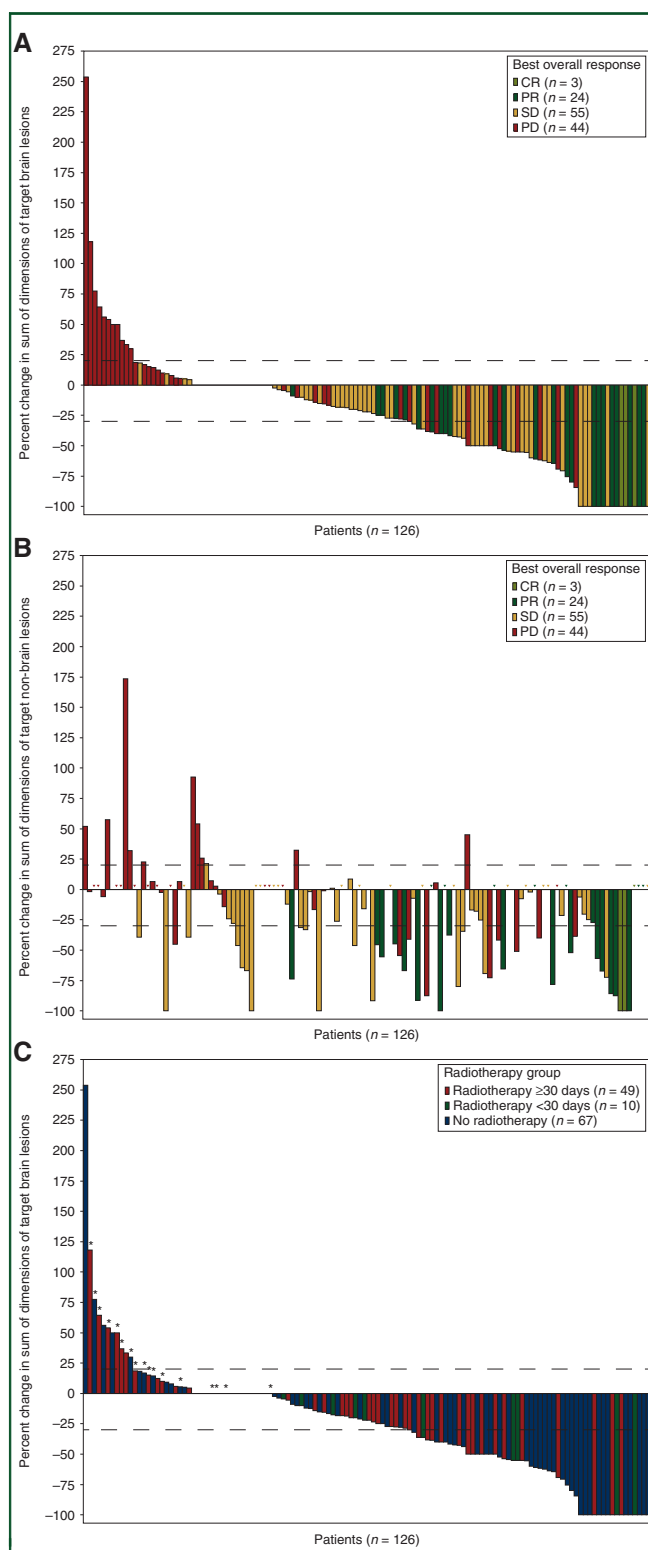 A
275
250
225
200
175
150
125
100
75
50
25
0
−25
−50
−75
−100
Percent change in sum of dimensions of target brain lesions
Best overall response
CR (n = 3)
PR (n = 24)
SD (n = 55)
PD (n = 44)
Patients (n = 126)
B
275
250
225
200
175
150
125
100
75
50
25
0
−25
−50
−75
−100
Percent change in sum of dimensions of target non-brain lesions
Best overall response
CR (n = 3)
PR (n = 24)
SD (n = 55)
PD (n = 44)
Patients (n = 126)
C
275
250
225
200
175
150
125
100
75
50
25
0
−25
−50
−75
−100
Percent change in sum of dimensions of target brain lesions
Radiotherapy group
Radiotherapy ≥30 days (n = 49)
Radiotherapy <30 days (n = 10)
No radiotherapy (n = 67)
Patients (n = 126)